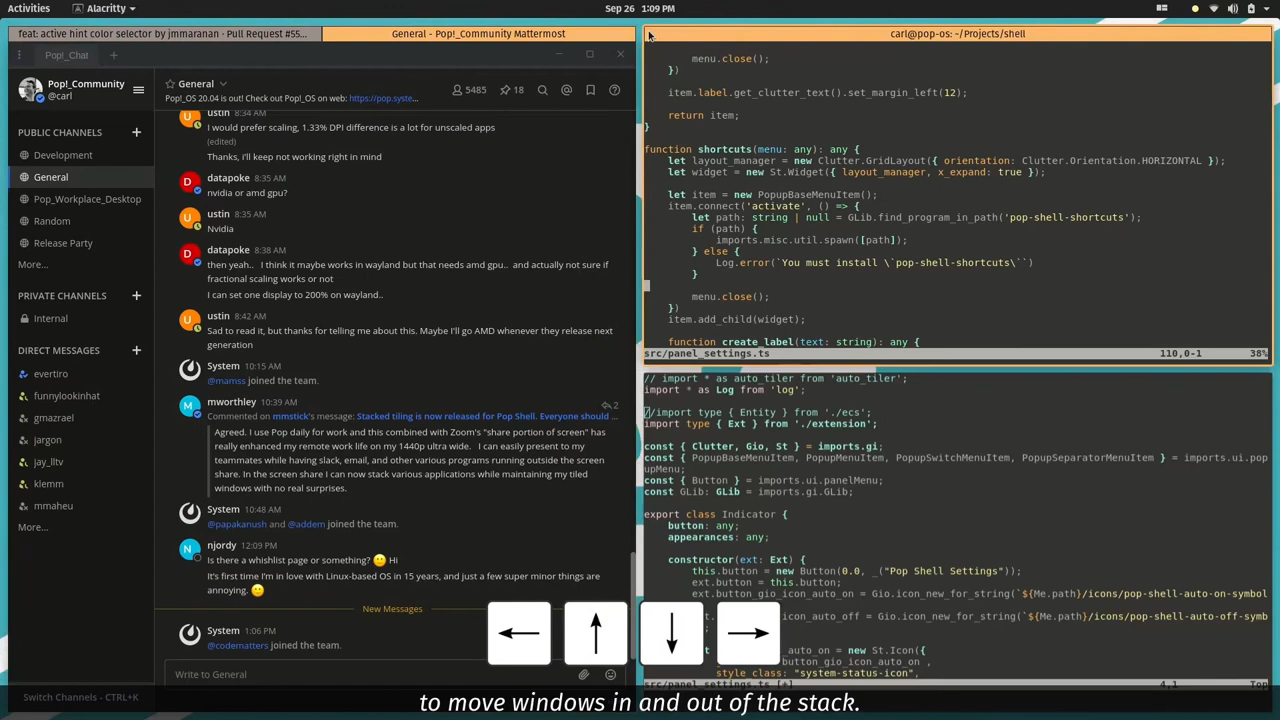 Activities
Alacritty
Sep 26 1:09 PM
feat: active hint color selector by jmmaranan · Pull Request #55...
General - Pop!_Community Mattermost
Pop!_Chat
Pop!_Community
@carl
PUBLIC CHANNELS
Development
General
Pop_Workplace_Desktop
Random
Release Party
More...
PRIVATE CHANNELS
Internal
DIRECT MESSAGES
evertiro
funnylookinhat
gmazrael
jargon
jay_lltv
klemm
mmaheu
More...
Switch Channels - CTRL+K
General
5485
18
Pop!_OS 20.04 is out! Check out Pop!_OS on web: https://pop.syste...
ustin 8:34 AM
I would prefer scaling, 1.33% DPI difference is a lot for unscaled apps
(edited)
Thanks, i'll keep not working right in mind
datapoke 8:35 AM
nvidia or amd gpu?
ustin 8:35 AM
Nvidia
datapoke 8:38 AM
then yeah.. I think it maybe works in wayland but that needs amd gpu.. and actually not sure if
fractional scaling works or not
I can set one display to 200% on wayland..
ustin 8:42 AM
Sad to read it, but thanks for telling me about this. Maybe I'll go AMD whenever they release next
generation
System 10:15 AM
@mamss joined the team.
mworthley 10:39 AM
2
Commented on mmstick's message: Stacked tiling is now released for Pop Shell. Everyone should ...
Agreed. I use Pop daily for work and this combined with Zoom's "share portion of screen" has
really enhanced my remote work life on my 1440p ultra wide. I can easily present to my
teammates while having slack, email, and other various programs running outside the screen
share. In the screen share I can now stack various applications while maintaining my tiled
windows with no real surprises.
System 10:48 AM
@papakanush and @addem joined the team.
njordy 12:09 PM
Is there a whishlist page or something? Hi
It's first time I'm in love with Linux-based OS in 15 years, and just a few super minor things are
annoying.
New Messages
System 1:06 PM
@codematters joined the team.
Write to General
carl@pop-os: ~/Projects/shell
menu.close();
})
item.label.get_clutter_text().set_margin_left(12);
return item;
}
function shortcuts(menu: any): any {
let layout_manager = new Clutter.GridLayout({ orientation: Clutter.Orientation.HORIZONTAL });
let widget = new St.Widget({ layout_manager, x_expand: true });
let item = new PopupBaseMenuItem();
item.connect('activate', () => {
let path: string | null = GLib.find_program_in_path('pop-shell-shortcuts');
if (path) {
imports.misc.util.spawn([path]);
} else {
Log.error(`You must install \`pop-shell-shortcuts\``)
}
menu.close();
})
item.add_child(widget);
function create_label(text: string): any {
src/panel_settings.ts 110,0-1 38%
// import * as auto_tiler from 'auto_tiler';
import * as Log from 'log';
//import type { Entity } from './ecs';
import type { Ext } from './extension';
const { Clutter, Gio, St } = imports.gi;
const { PopupBaseMenuItem, PopupMenuItem, PopupSwitchMenuItem, PopupSeparatorMenuItem } = imports.ui.pop
upMenu;
const { Button } = imports.ui.panelMenu;
const GLib: GLib = imports.gi.GLib;
export class Indicator {
button: any;
appearances: any;
constructor(ext: Ext) {
this.button = new Button(0.0, _("Pop Shell Settings"));
ext.button = this.button;
ext.button_gio_icon_auto_on = Gio.icon_new_for_string(`${Me.path}/icons/pop-shell-auto-on-symbol
_icon_auto_off = Gio.icon_new_for_string(`${Me.path}/icons/pop-shell-auto-off-symb
_auto_on = new St.Icon({
button_gio_icon_auto_on ,
style_class: "system-status-icon",
src/panel_settings.ts [+] 4,1 Top
← ↑ ↓ →
to move windows in and out of the stack.